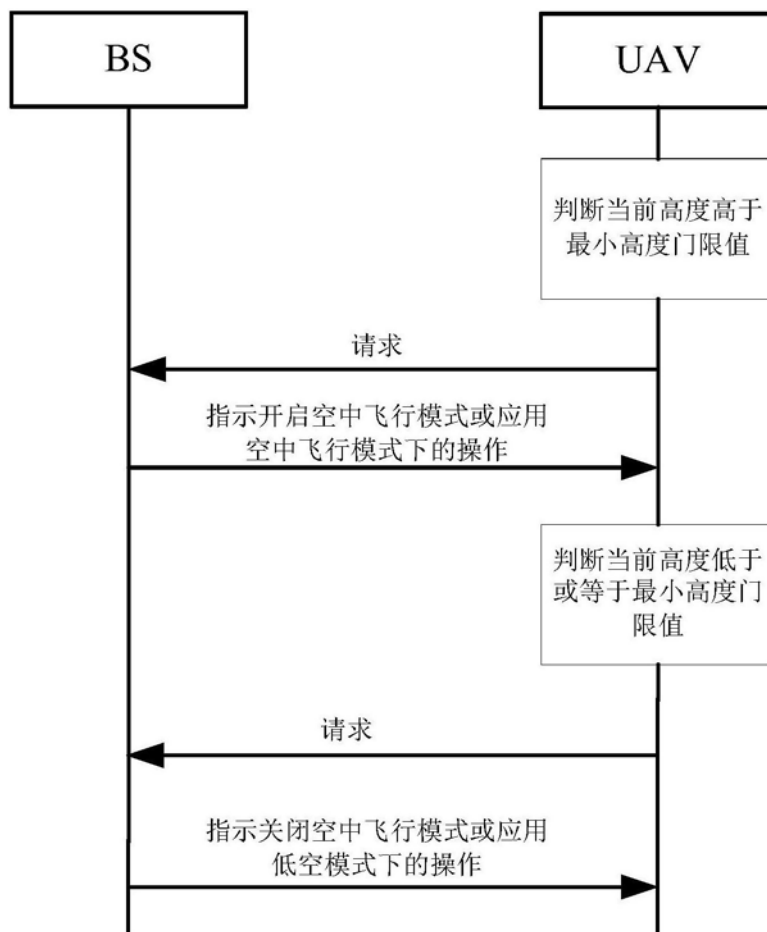 BS
UAV
判断当前高度高于
最小高度门限值
请求
指示开启空中飞行模式或应用
空中飞行模式下的操作
判断当前高度低于
或等于最小高度门
限值
请求
指示关闭空中飞行模式或应用
低空模式下的操作